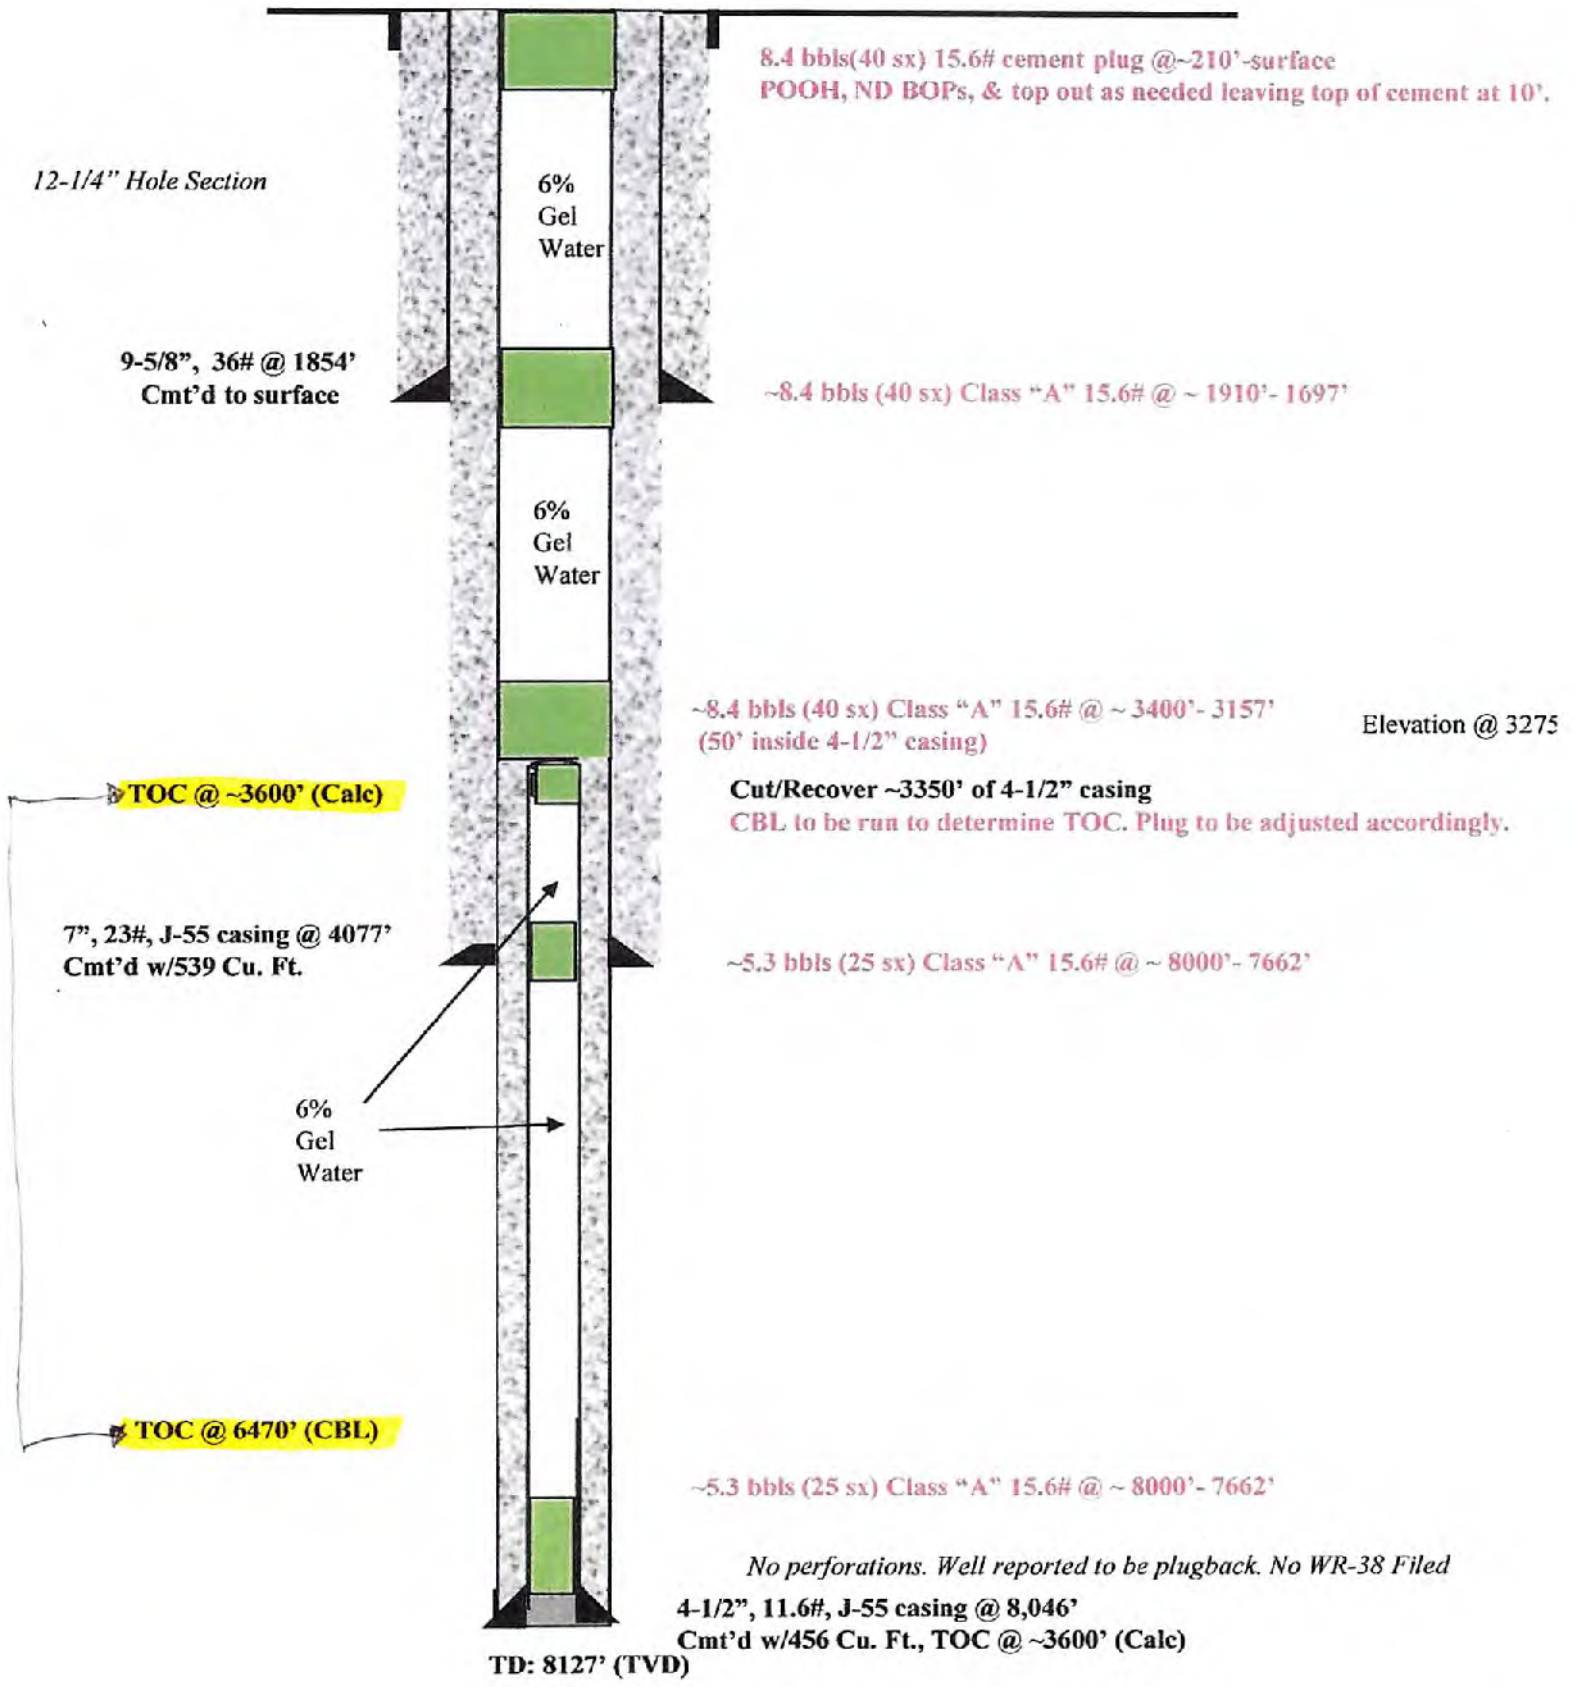 8.4 bbls(40 sx) 15.6# cement plug @~210’-surface
POOH, ND BOPs, & top out as needed leaving top of cement at 10’.
12-1/4” Hole Section
6%
Gel
Water
9-5/8”, 36# @ 1854’
Cmt’d to surface
~8.4 bbls (40 sx) Class “A” 15.6# @ ~ 1910’- 1697’
6%
Gel
Water
~8.4 bbls (40 sx) Class “A” 15.6# @ ~ 3400’- 3157’
(50’ inside 4-1/2” casing)
Elevation @ 3275
TOC @ ~3600’ (Calc)
Cut/Recover ~3350’ of 4-1/2” casing
CBL to be run to determine TOC. Plug to be adjusted accordingly.
7”, 23#, J-55 casing @ 4077’
Cmt’d w/539 Cu. Ft.
~5.3 bbls (25 sx) Class “A” 15.6# @ ~ 8000’- 7662’
6%
Gel
Water
TOC @ 6470’ (CBL)
~5.3 bbls (25 sx) Class “A” 15.6# @ ~ 8000’- 7662’
No perforations. Well reported to be plugback. No WR-38 Filed
4-1/2”, 11.6#, J-55 casing @ 8,046’
Cmt’d w/456 Cu. Ft., TOC @ ~3600’ (Calc)
TD: 8127’ (TVD)